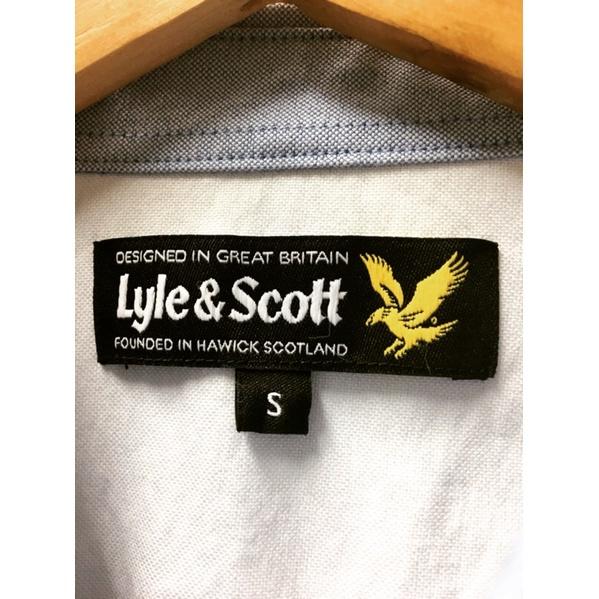 DESIGNED IN GREAT BRITAIN
Lyle & Scott
FOUNDED IN HAWICK SCOTLAND
S